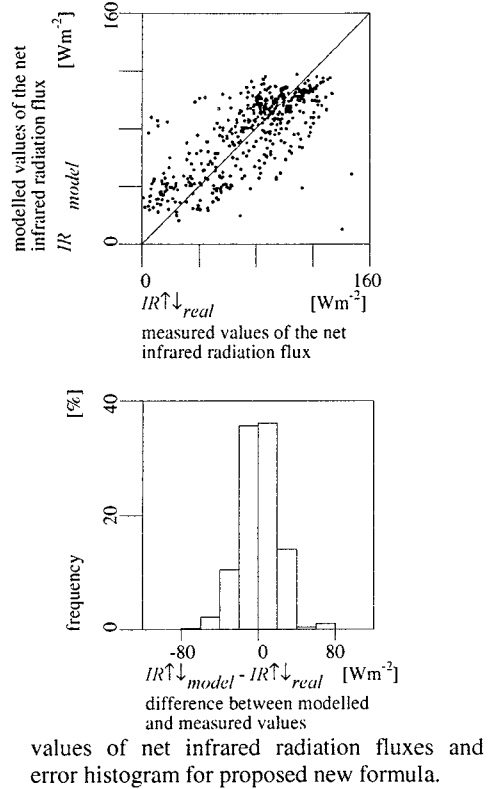 160
[Wm-2]
modelled values of the net
infrared radiation flux
IR model
0
0
160
IR↑↓real [Wm-2]
measured values of the net
infrared radiation flux
[%]
40
20
frequency
0
-80 0 80
IR↑↓model - IR↑↓real [Wm-2]
difference between modelled
and measured values
values of net infrared radiation fluxes and
error histogram for proposed new formula.